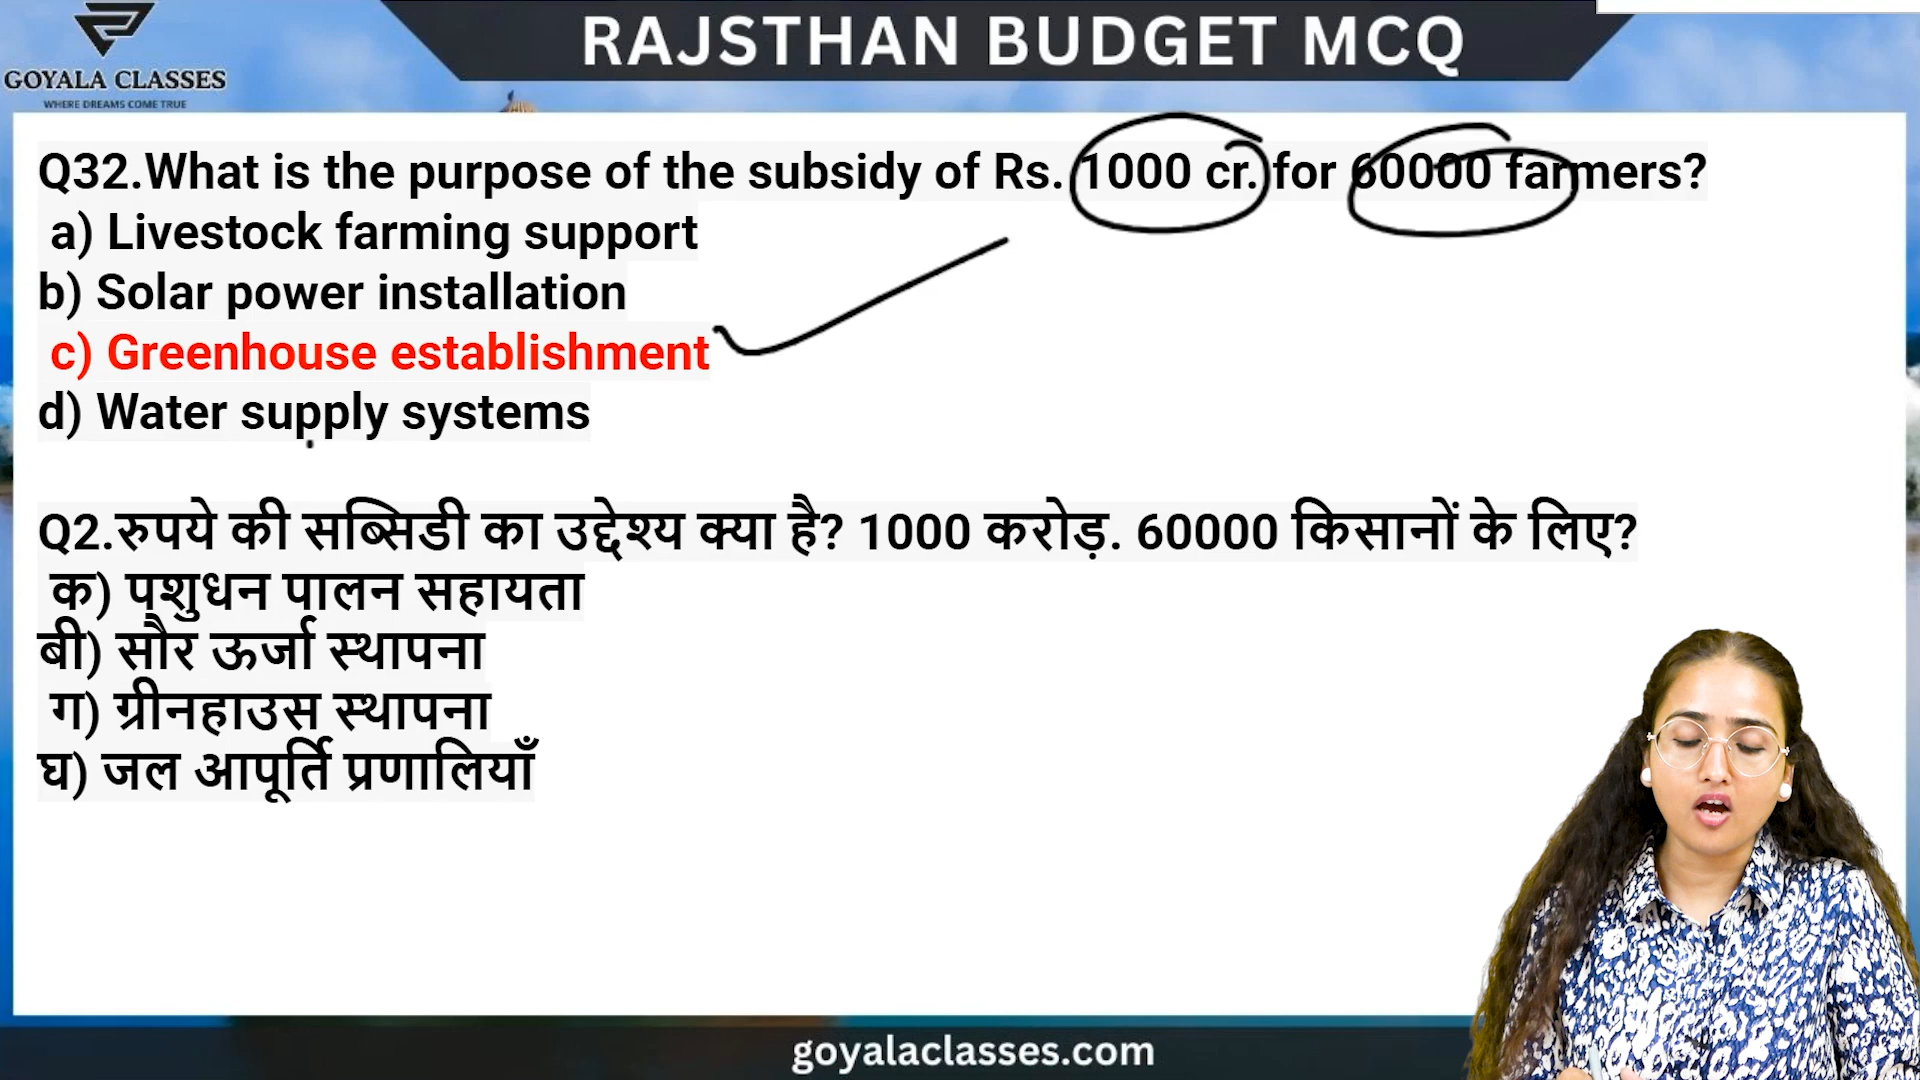 GOYALA CLASSES
WHERE DREAMS COME TRUE
RAJSTHAN BUDGET MCQ
Q32.What is the purpose of the subsidy of Rs. 1000 cr. for 60000 farmers?
a) Livestock farming support
b) Solar power installation
c) Greenhouse establishment
d) Water supply systems
Q2.रुपये की सब्सिडी का उद्देश्य क्या है? 1000 करोड़. 60000 किसानों के लिए?
क) पशुधन पालन सहायता
बी) सौर ऊर्जा स्थापना
ग) ग्रीनहाउस स्थापना
घ) जल आपूर्ति प्रणालियाँ
goyalaclasses.com